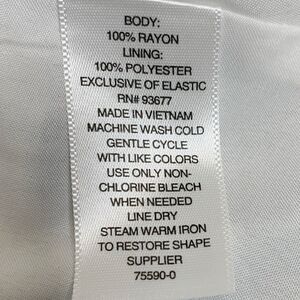 BODY:
100% RAYON
LINING:
100% POLYESTER
EXCLUSIVE OF ELASTIC
RN# 93677
MADE IN VIETNAM
MACHINE WASH COLD
GENTLE CYCLE
WITH LIKE COLORS
USE ONLY NON-
CHLORINE BLEACH
WHEN NEEDED
LINE DRY
STEAM WARM IRON
TO RESTORE SHAPE
SUPPLIER
75590-0